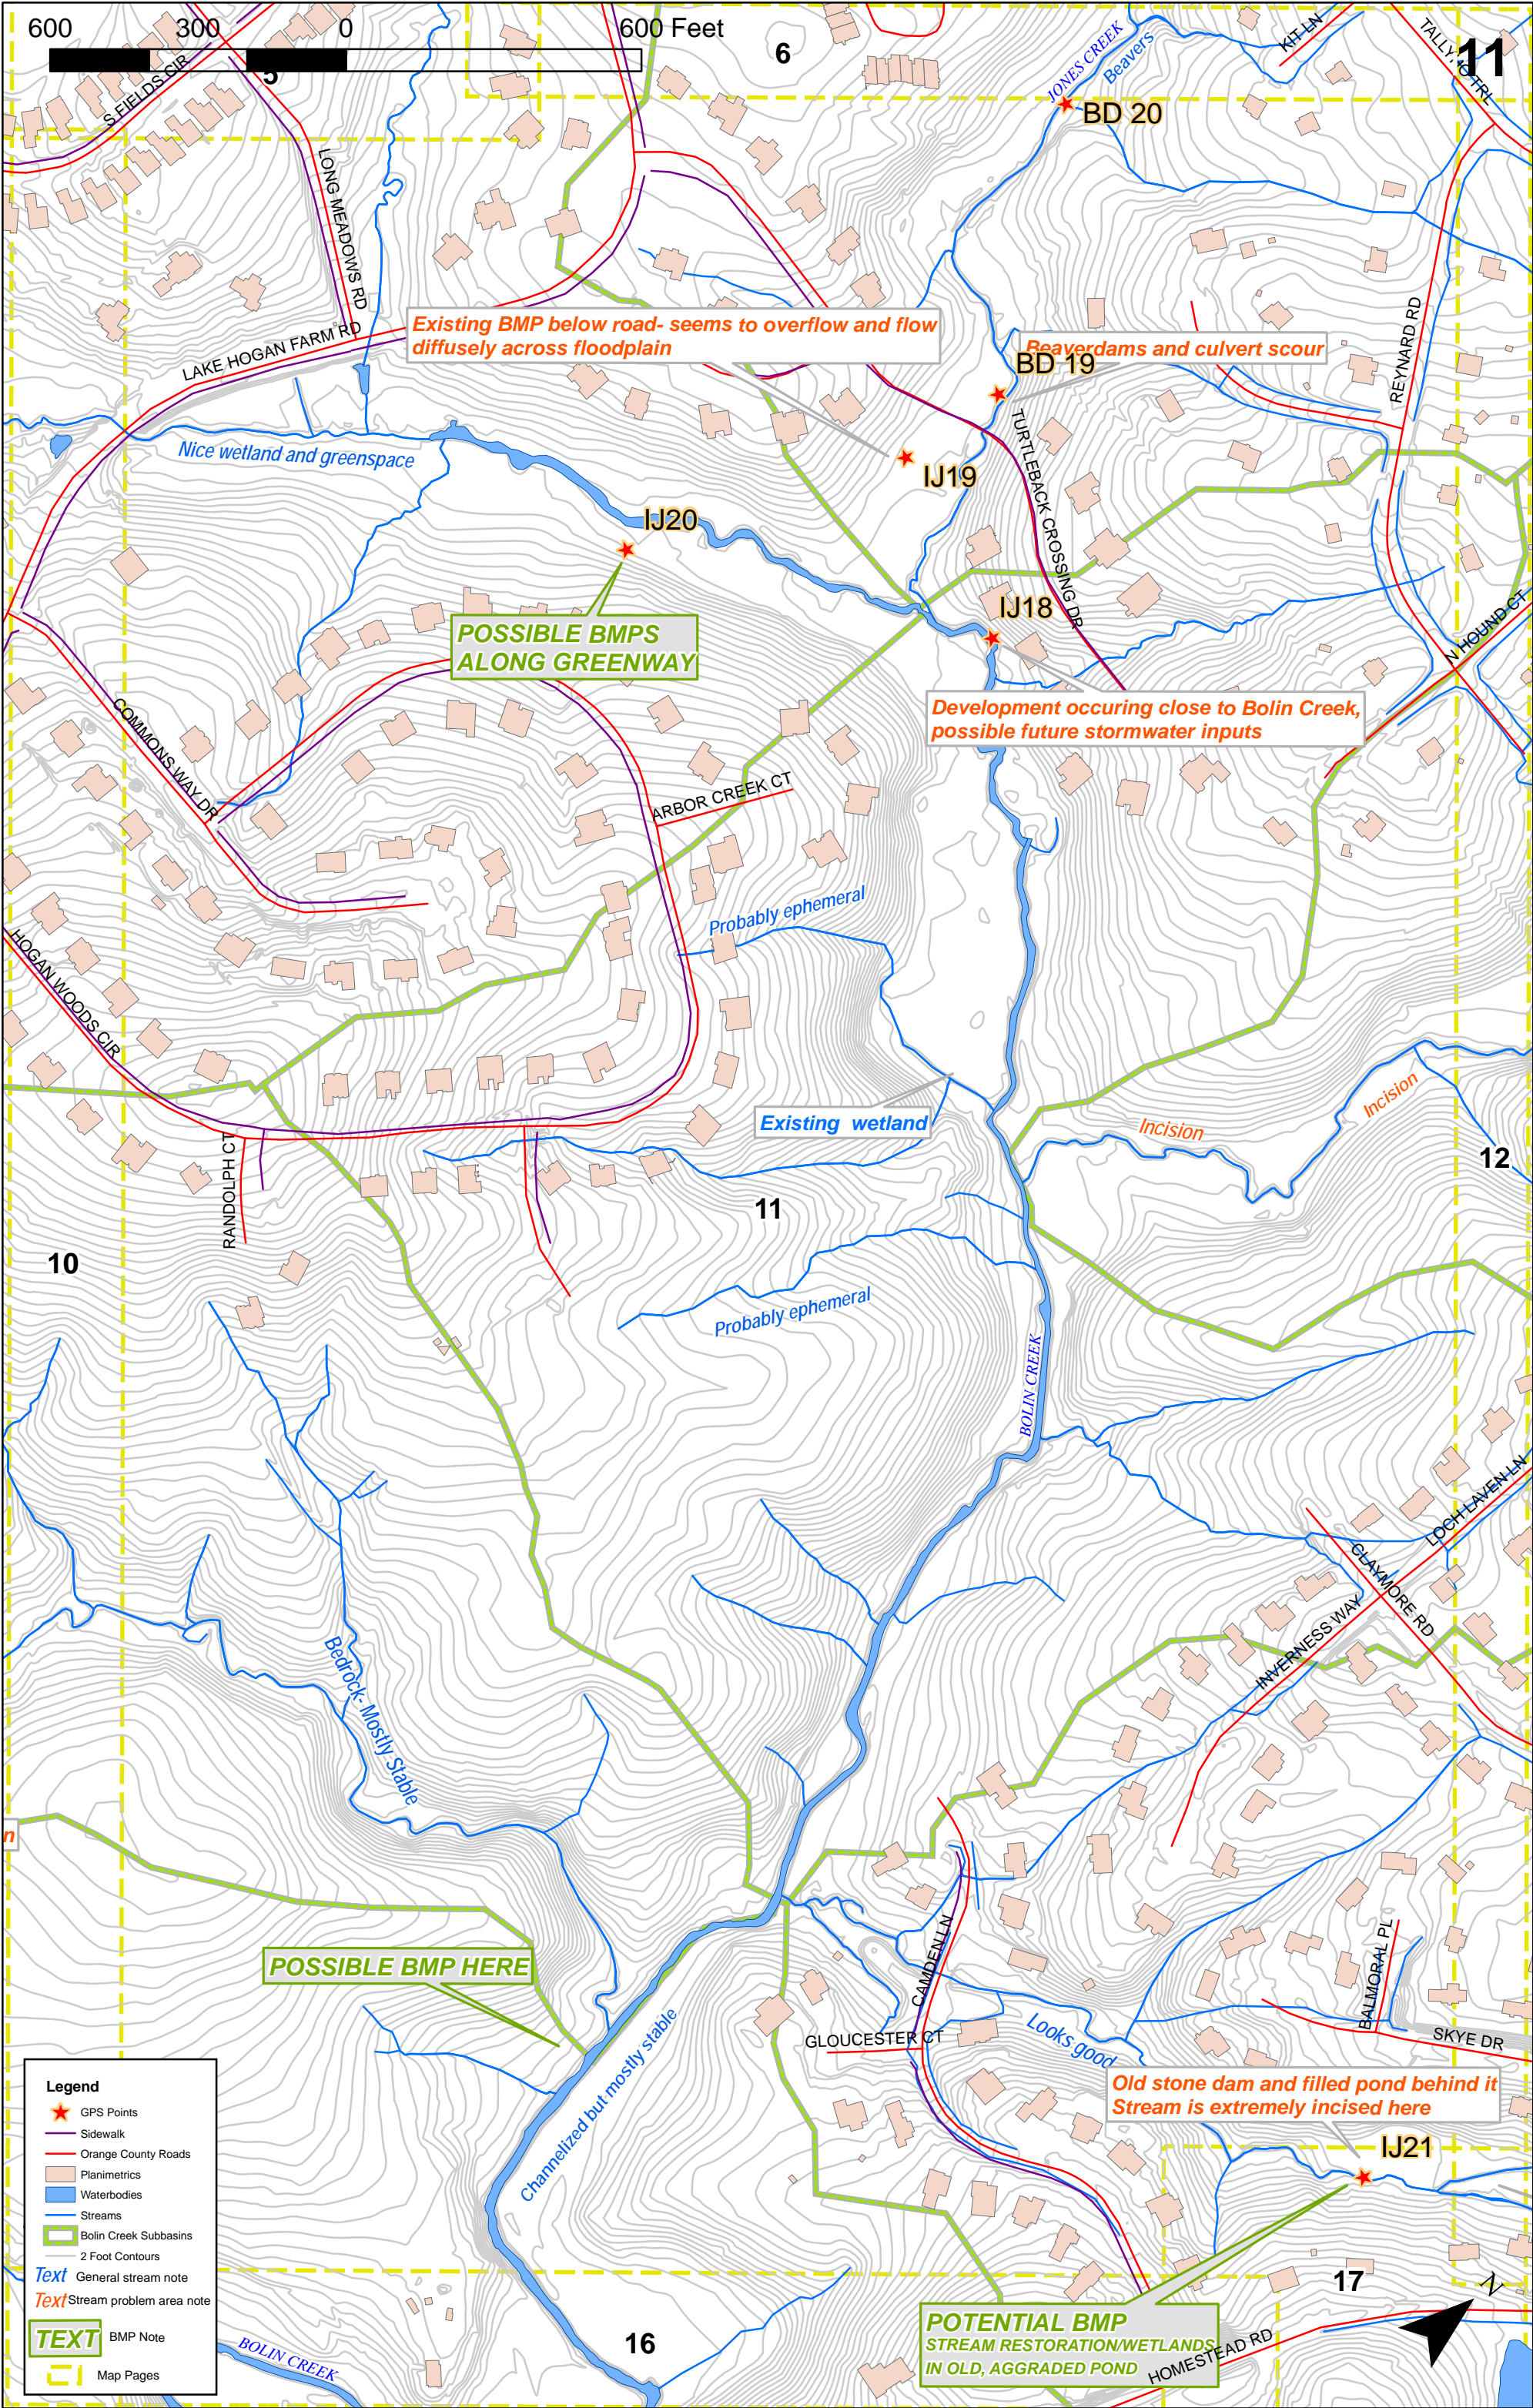 600
300
0
600 Feet
5
6
11
S FIELDS CIR
LONG MEADOWS RD
JONES CREEK
Beavers
KIT LN
BD 20
LAKE HOGAN FARM RD
Existing BMP below road- seems to overflow and flow
diffusely across floodplain
Beaverdams and culvert scour
BD 19
REYNARD RD
Nice wetland and greenspace
IJ19
TURTLEBACK CROSSING DR
IJ20
IJ18
N HOUND CT
POSSIBLE BMPS
ALONG GREENWAY
Development occuring close to Bolin Creek,
possible future stormwater inputs
COMMONS WAY DR
ARBOR CREEK CT
Probably ephemeral
HOGAN WOODS CIR
Existing wetland
Incision
Incision
RANDOLPH CT
12
11
10
Probably ephemeral
BOLIN CREEK
LOCH LAVEN LN
CLAYMORE RD
INVERNESS WAY
Bedrock- Mostly Stable
n
POSSIBLE BMP HERE
CAMDEN LN
BALMORAL PL
GLOUCESTER CT
Looks good
SKYE DR
Channelized but mostly stable
Old stone dam and filled pond behind it
Stream is extremely incised here
IJ21
Legend
GPS Points
Sidewalk
Orange County Roads
Planimetrics
Waterbodies
Streams
Bolin Creek Subbasins
2 Foot Contours
Text General stream note
Text Stream problem area note
TEXT BMP Note
Map Pages
BOLIN CREEK
16
17
N
POTENTIAL BMP
STREAM RESTORATION/WETLANDS
IN OLD, AGGRADED POND
HOMESTEAD RD